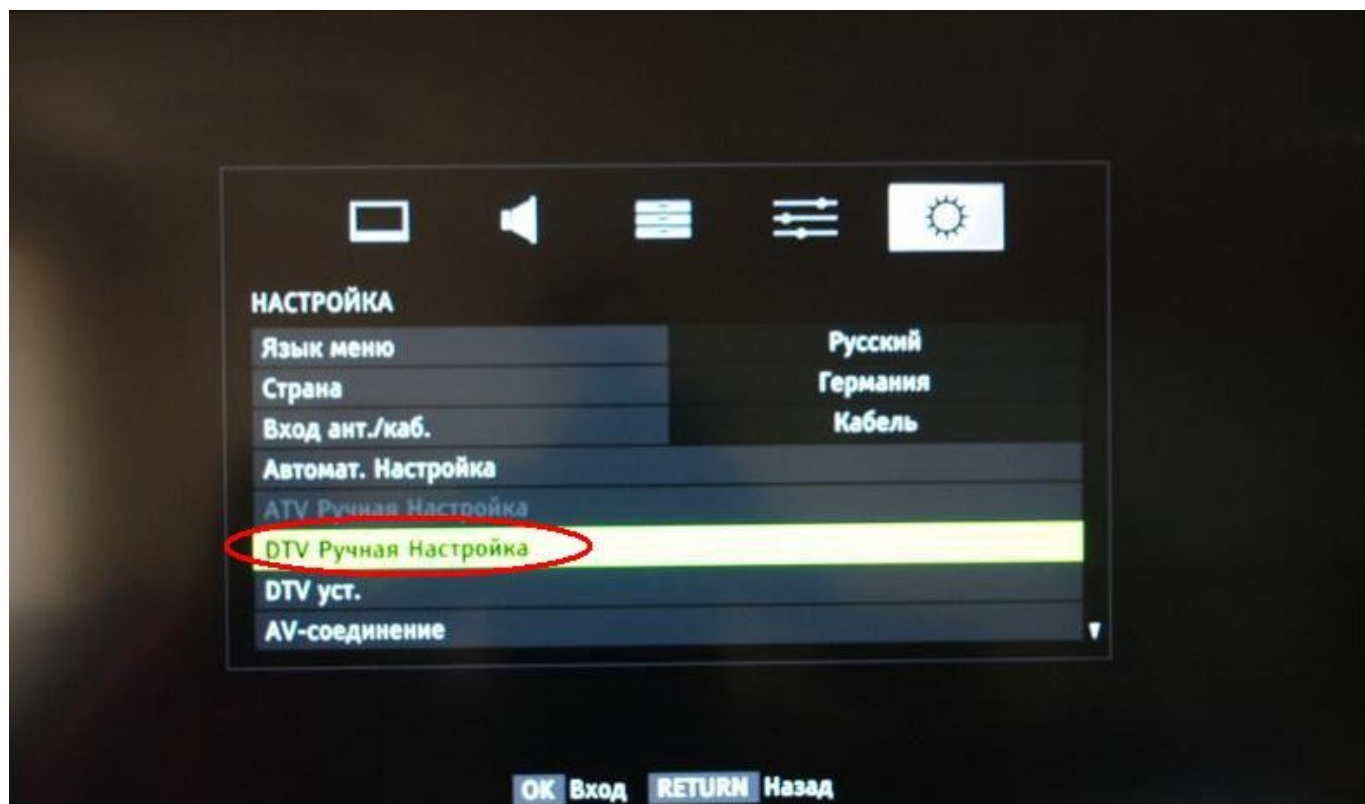 НАСТРОЙКА
Язык меню Русский
Страна Германия
Вход ант./каб. Кабель
Автомат. Настройка
ATV Ручная Настройка
DTV Ручная Настройка
DTV уст.
AV-соединение
OK Вход RETURN Назад